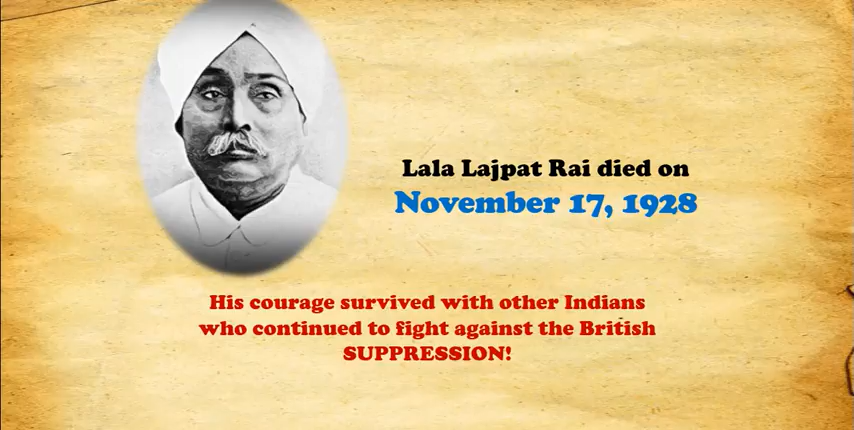 Lala Lajpat Rai died on
November 17, 1928
His courage survived with other Indians
who continued to fight against the British
SUPPRESSION!